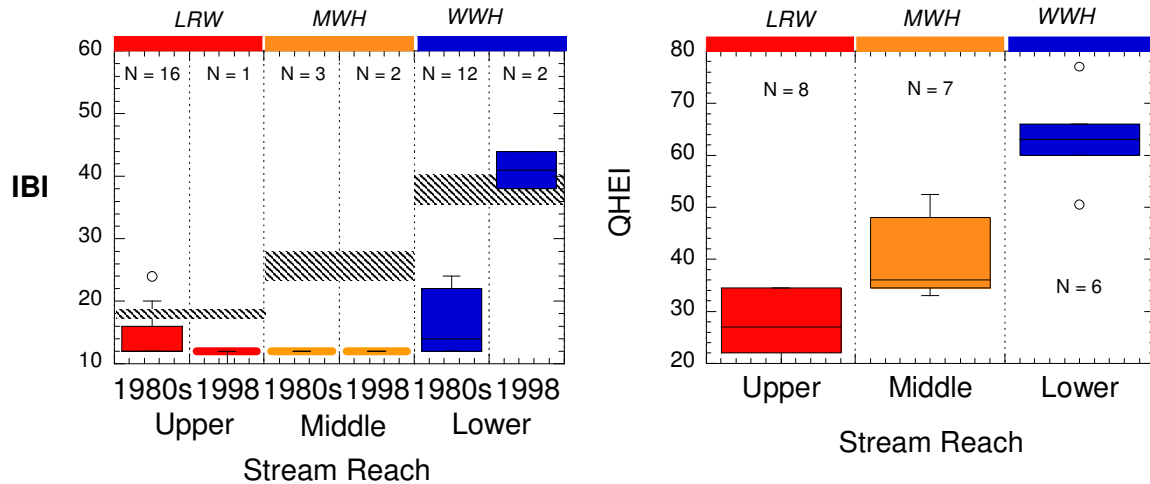 LRW MWH WWH
60
N = 16 N = 1 N = 3 N = 2 N = 12 N = 2
50
40
IBI
30
20
10
1980s 1998 1980s 1998 1980s 1998
Upper Middle Lower
Stream Reach
LRW MWH WWH
80
N = 8 N = 7
70
60
50
QHEI
40
N = 6
30
20
Upper Middle Lower
Stream Reach